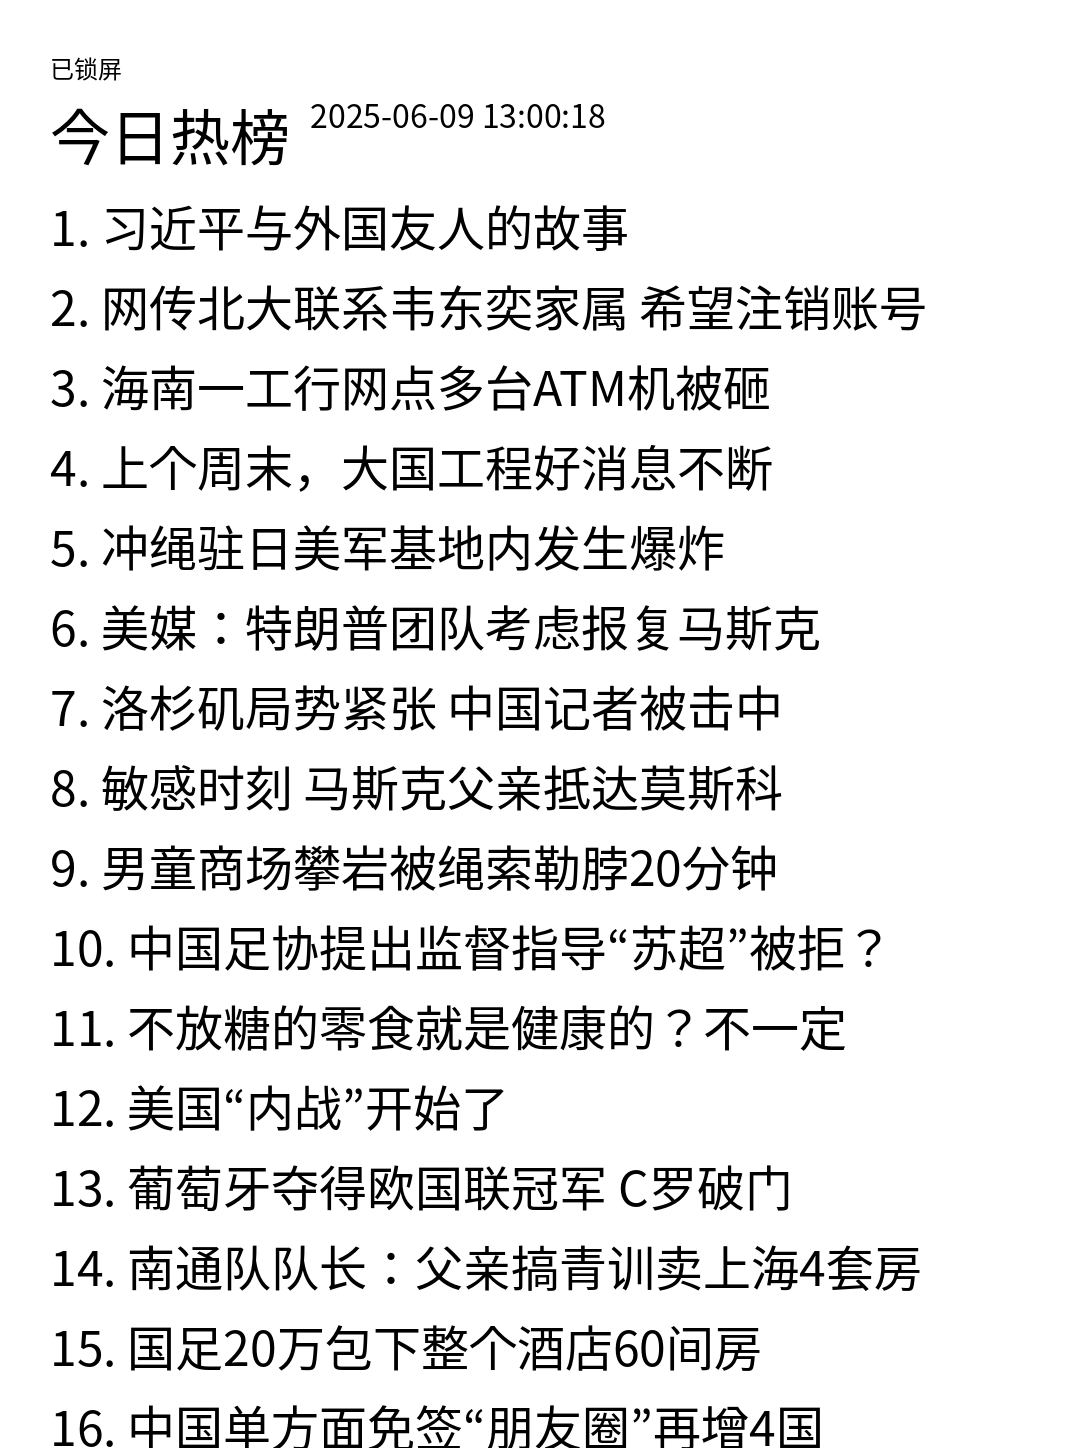 已锁屏
今日热榜 2025-06-09 13:00:18
1. 习近平与外国友人的故事
2. 网传北大联系韦东奕家属 希望注销账号
3. 海南一工行网点多台ATM机被砸
4. 上个周末，大国工程好消息不断
5. 冲绳驻日美军基地内发生爆炸
6. 美媒：特朗普团队考虑报复马斯克
7. 洛杉矶局势紧张 中国记者被击中
8. 敏感时刻 马斯克父亲抵达莫斯科
9. 男童商场攀岩被绳索勒脖20分钟
10. 中国足协提出监督指导“苏超”被拒？
11. 不放糖的零食就是健康的？不一定
12. 美国“内战”开始了
13. 葡萄牙夺得欧国联冠军 C罗破门
14. 南通队队长：父亲搞青训卖上海4套房
15. 国足20万包下整个酒店60间房
16. 中国单方面免签“朋友圈”再增4国